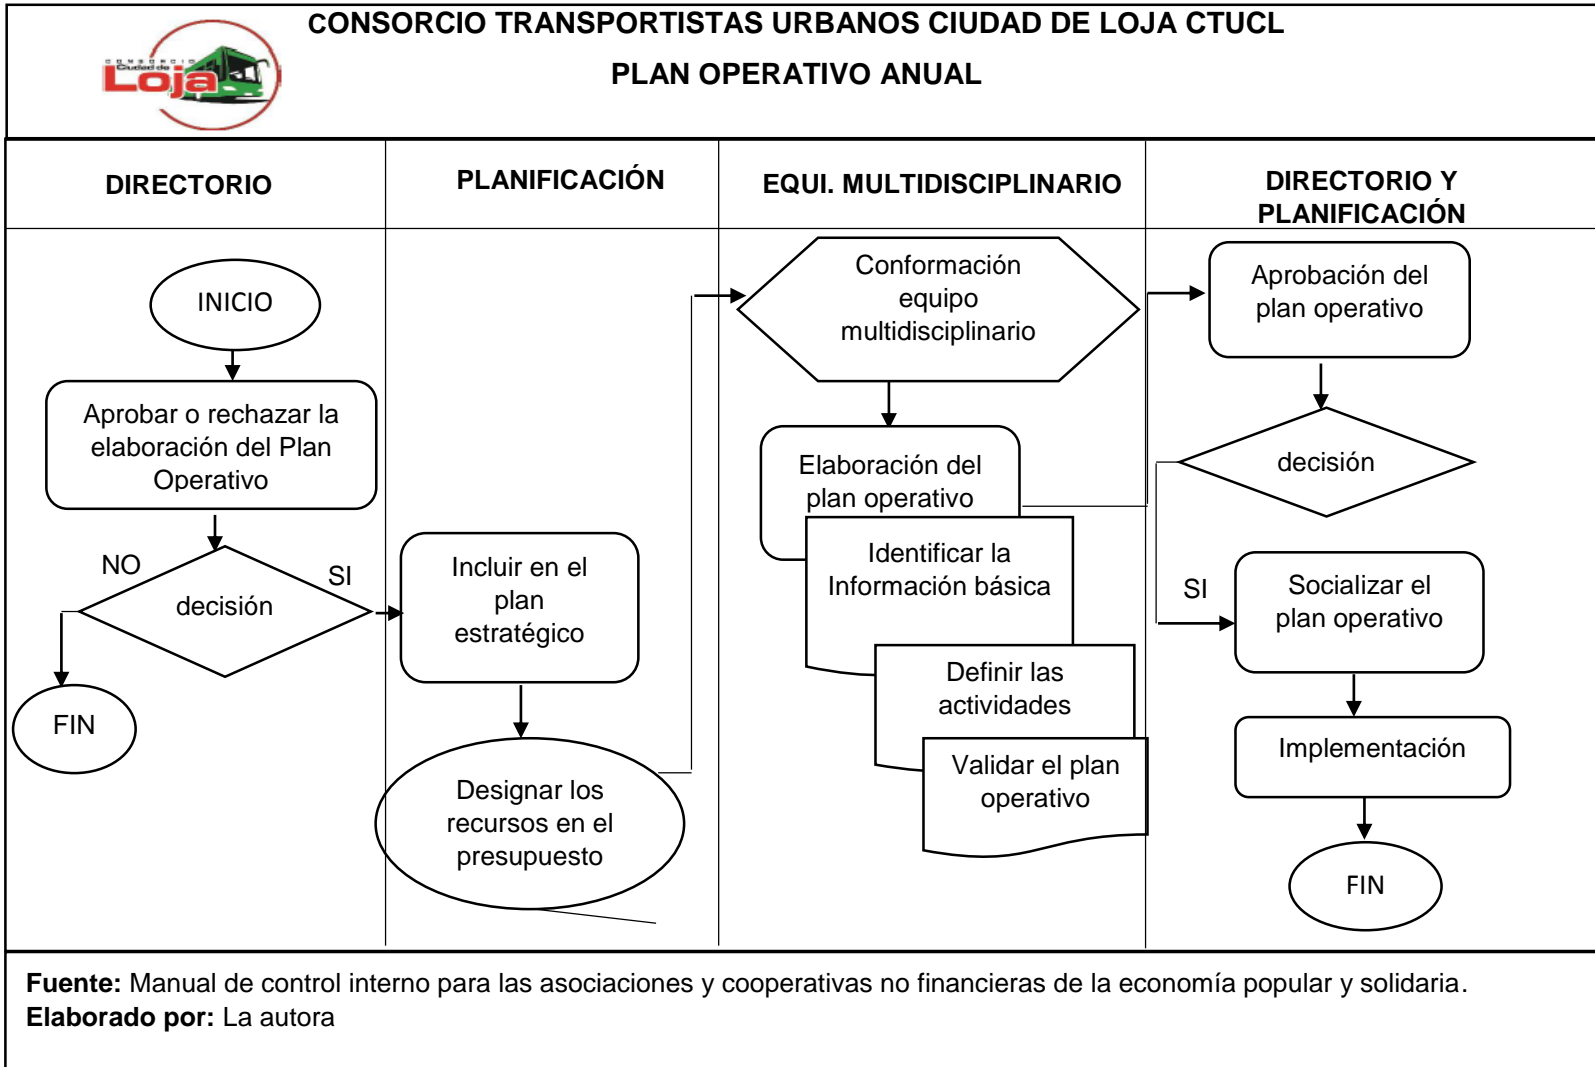 CONSORCIO TRANSPORTISTAS URBANOS CIUDAD DE LOJA CTUCL
PLAN OPERATIVO ANUAL
CONSORCIO
Ciudad de
Loja
DIRECTORIO
PLANIFICACIÓN
EQUI. MULTIDISCIPLINARIO
DIRECTORIO Y
PLANIFICACIÓN
INICIO
Aprobar o rechazar la
elaboración del Plan
Operativo
NO
decisión
SI
FIN
Incluir en el
plan
estratégico
Designar los
recursos en el
presupuesto
Conformación
equipo
multidisciplinario
Elaboración del
plan operativo
Identificar la
Información básica
Definir las
actividades
Validar el plan
operativo
Aprobación del
plan operativo
decisión
SI
Socializar el
plan operativo
Implementación
FIN
Fuente: Manual de control interno para las asociaciones y cooperativas no financieras de la economía popular y solidaria.
Elaborado por: La autora